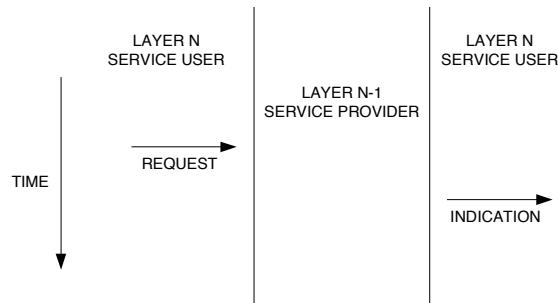 LAYER N
SERVICE USER
LAYER N-1
SERVICE PROVIDER
LAYER N
SERVICE USER
REQUEST
TIME
INDICATION